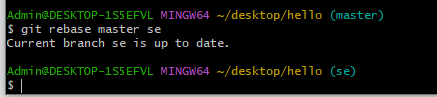 Admin@DESKTOP-1S5EFVL MINGW64 ~/desktop/hello (master)
$ git rebase master se
Current branch se is up to date.
Admin@DESKTOP-1S5EFVL MINGW64 ~/desktop/hello (se)
$